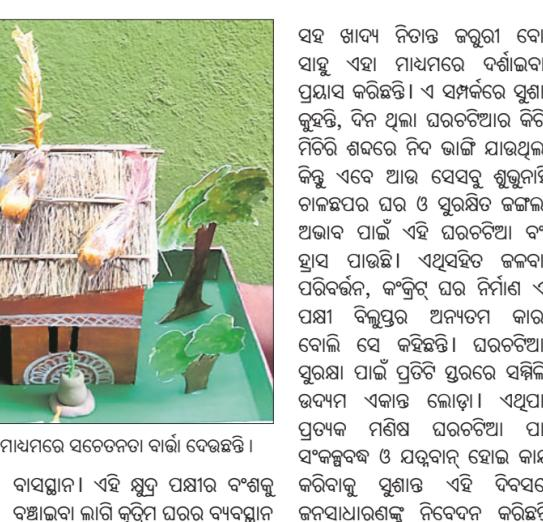 ମାଧ୍ୟମରେ ସଚେତନତା ବାର୍ତ୍ତା ଦେଉଛନ୍ତି ।
ବାସସ୍ଥାନ । ଏହି କ୍ଷୁଦ୍ର ପକ୍ଷୀର ବଂଶକୁ
ବଞ୍ଚାଇବା ଲାଗି କୃତ୍ରିମ ଘରର ବ୍ୟବସ୍ଥାନ
ସହ ଖାଦ୍ୟ ନିତାନ୍ତ ଜରୁରୀ ବୋ
ସାହୁ ଏହା ମାଧ୍ୟମରେ ଦର୍ଶାଇବା
ପ୍ରୟାସ କରିଛନ୍ତି । ଏ ସମ୍ପର୍କରେ ସୁଶା
କୁହନ୍ତି, ଦିନ ଥିଲା ଘରଚଟିଆର କିଚି
ମିଚିରି ଶବ୍ଦରେ ନିଦ ଭାଙ୍ଗି ଯାଉଥିଲ
କିନ୍ତୁ ଏବେ ଆଉ ସେସବୁ ଶୁଭୁନାହି
ଚାଳଛପର ଘର ଓ ସୁରକ୍ଷିତ ଜଙ୍ଗଲ
ଅଭାବ ପାଇଁ ଏହି ଘରଚଟିଆ ବଂ
ହ୍ରାସ ପାଉଛି । ଏଥିସହିତ ଜଳବା
ପରିବର୍ତ୍ତନ, କଂକ୍ରିଟ୍ ଘର ନିର୍ମାଣ ଏ
ପକ୍ଷୀ ବିଲୁପ୍ତର ଅନ୍ୟତମ କାର
ବୋଲି ସେ କହିଛନ୍ତି । ଘରଚଟିଆ
ସୁରକ୍ଷା ପାଇଁ ପ୍ରତିଟି ସ୍ତରରେ ସମ୍ମିଳି
ଉଦ୍ୟମ ଏକାନ୍ତ ଲୋଡ଼ା । ଏଥିପା
ପ୍ରତ୍ୟକ ମଣିଷ ଘରଚଟିଆ ପା
ସଂକଳ୍ପବଦ୍ଧ ଓ ଯତ୍ନବାନ୍ ହୋଇ କାଯ
କରିବାକୁ ସୁଶାନ୍ତ ଏହି ଦିବସରେ
ଜନସାଧାରଣଙ୍କୁ ନିବେଦନ କରିଛନ୍ତି